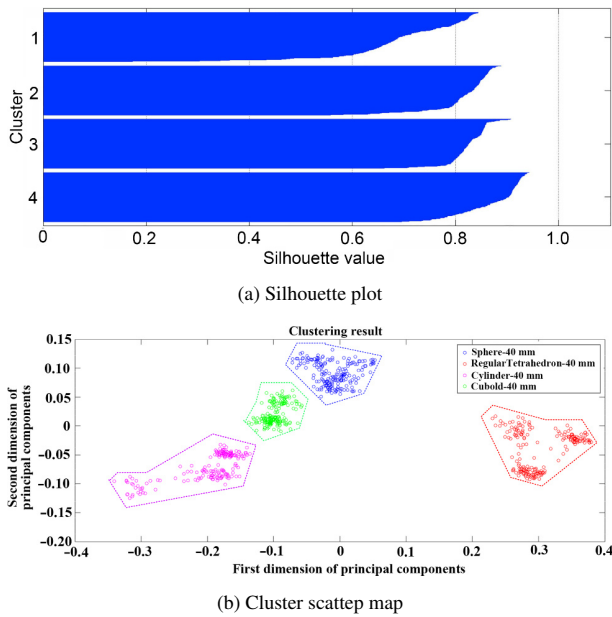 1
2
3
4
Cluster
0 0.2 0.4 0.6 0.8 1.0
Silhouette value
(a) Silhouette plot
Clustering result
0.15
0.10
0.05
0
−0.05
−0.10
−0.15
−0.20
Second dimension of
principal components
Sphere-40 mm
RegularTetrahedron-40 mm
Cylinder-40 mm
Cubold-40 mm
−0.4 −0.3 −0.2 −0.1 0 0.1 0.2 0.3 0.4
First dimension of principal components
(b) Cluster scattep map